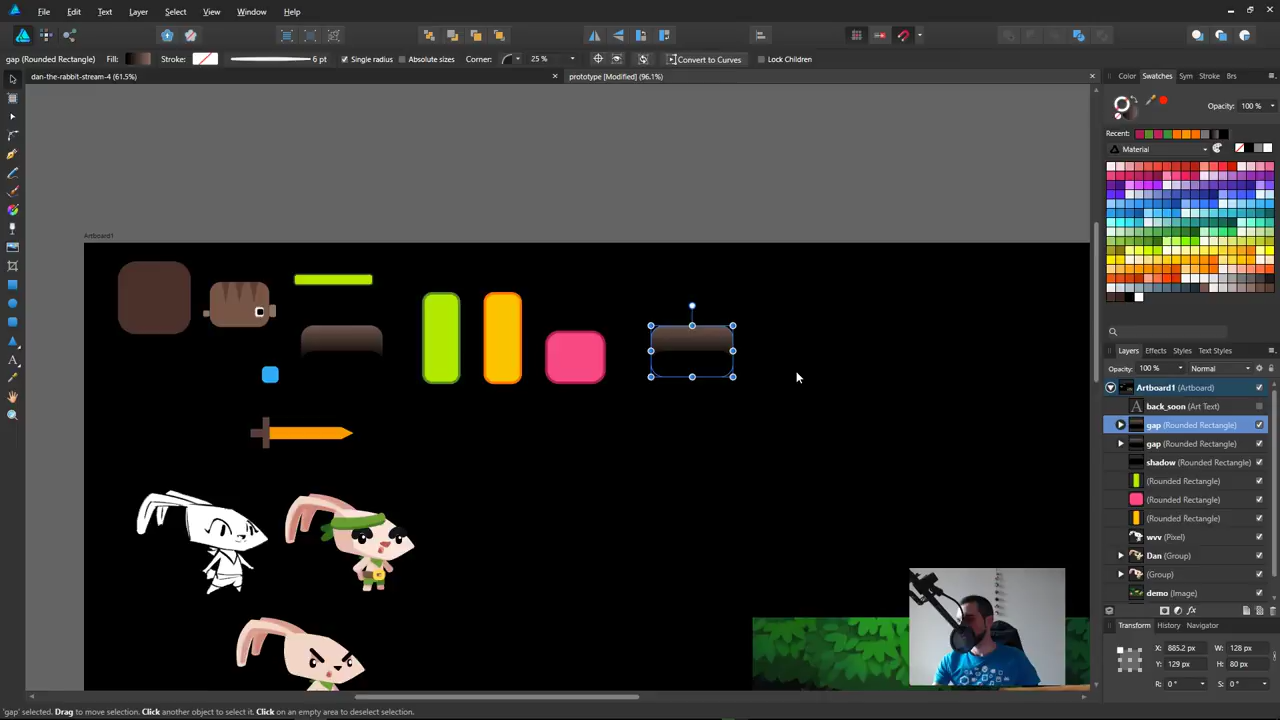 File Edit Text Layer Select View Window Help
gap (Rounded Rectangle) Fill: Stroke: 6 pt Single radius Absolute sizes Corner: 25 % Convert to Curves Lock Children
dan-the-rabbit-stream-4 (61.5%) prototype [Modified] (96.1%)
Color Swatches Sym Stroke Brs
Opacity: 100 %
Recent:
Material
Artboard1
Layers Effects Styles Text Styles
Opacity: 100 % Normal
Artboard1 (Artboard)
back_soon (Art Text)
gap (Rounded Rectangle)
gap (Rounded Rectangle)
shadow (Rounded Rectangle)
(Rounded Rectangle)
(Rounded Rectangle)
(Rounded Rectangle)
wvv (Pixel)
Dan (Group)
(Group)
demo (Image)
Transform History Navigator
X: 885.2 px W: 128 px
Y: 129 px H: 80 px
R: 0 ° S: 0 °
'gap' selected. Drag to move selection. Click another object to select it. Click on an empty area to deselect selection.